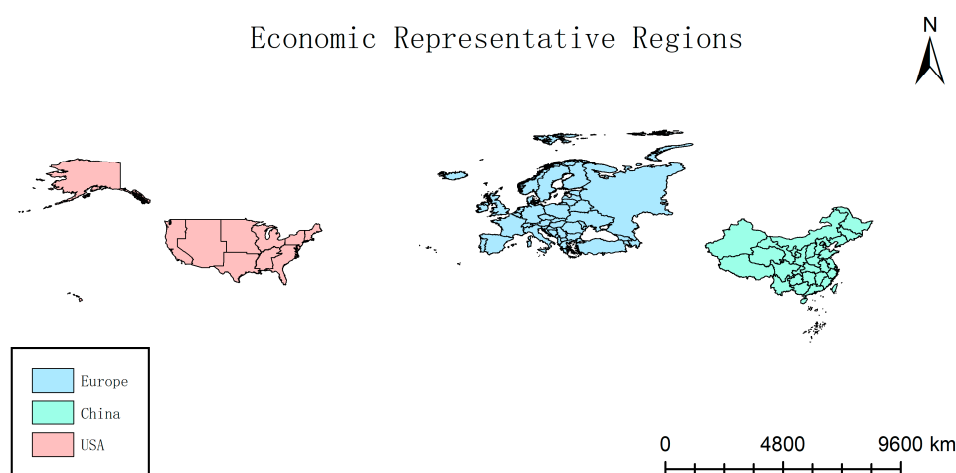 Economic Representative Regions
N
Europe
China
USA
0 4800 9600 km